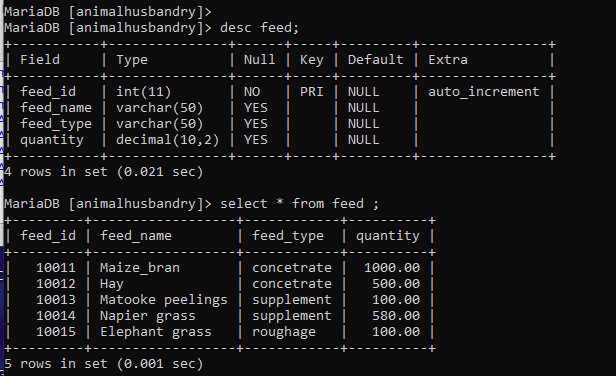 MariaDB [animalhusbandry]>
MariaDB [animalhusbandry]> desc feed;
+-----------+---------------+------+-----+---------+----------------+
| Field     | Type          | Null | Key | Default | Extra          |
+-----------+---------------+------+-----+---------+----------------+
| feed_id   | int(11)       | NO   | PRI | NULL    | auto_increment |
| feed_name | varchar(50)   | YES  |     | NULL    |                |
| feed_type | varchar(50)   | YES  |     | NULL    |                |
| quantity  | decimal(10,2) | YES  |     | NULL    |                |
+-----------+---------------+------+-----+---------+----------------+
4 rows in set (0.021 sec)
MariaDB [animalhusbandry]> select * from feed ;
+---------+------------------+------------+----------+
| feed_id | feed_name        | feed_type  | quantity |
+---------+------------------+------------+----------+
|   10011 | Maize_bran       | concetrate |  1000.00 |
|   10012 | Hay              | concetrate |   500.00 |
|   10013 | Matooke peelings | supplement |   100.00 |
|   10014 | Napier grass     | supplement |   580.00 |
|   10015 | Elephant grass   | roughage   |   100.00 |
+---------+------------------+------------+----------+
5 rows in set (0.001 sec)